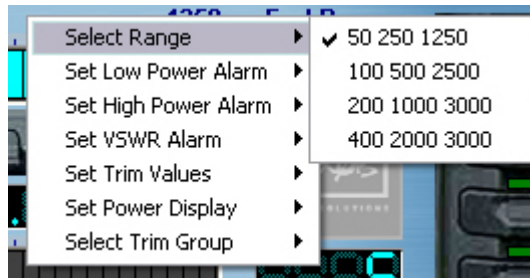 Select Range
Set Low Power Alarm
Set High Power Alarm
Set VSWR Alarm
Set Trim Values
Set Power Display
Select Trim Group
50 250 1250
100 500 2500
200 1000 3000
400 2000 3000